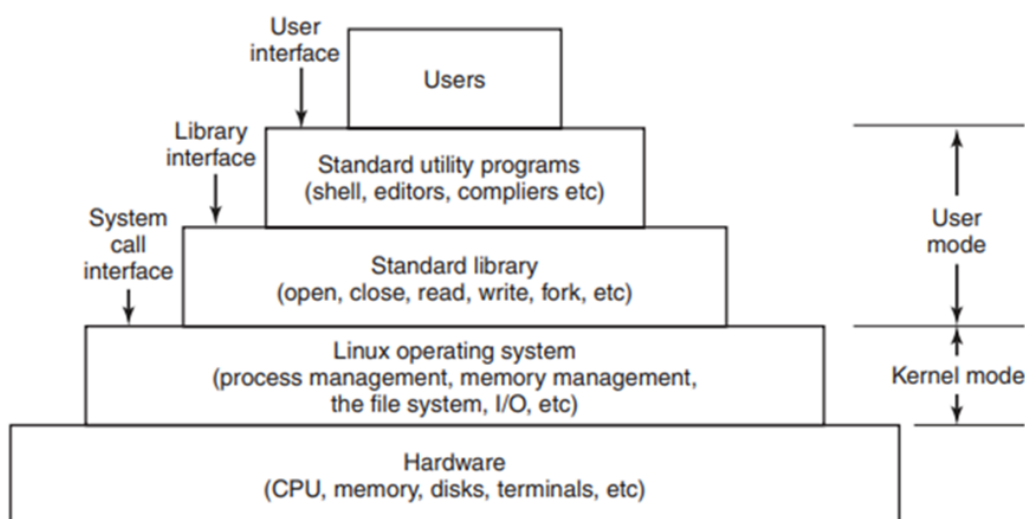 User
interface
Users
Library
interface
Standard utility programs
(shell, editors, compliers etc)
System
call
interface
User
mode
Standard library
(open, close, read, write, fork, etc)
Linux operating system
(process management, memory management,
the file system, I/O, etc)
Kernel mode
Hardware
(CPU, memory, disks, terminals, etc)